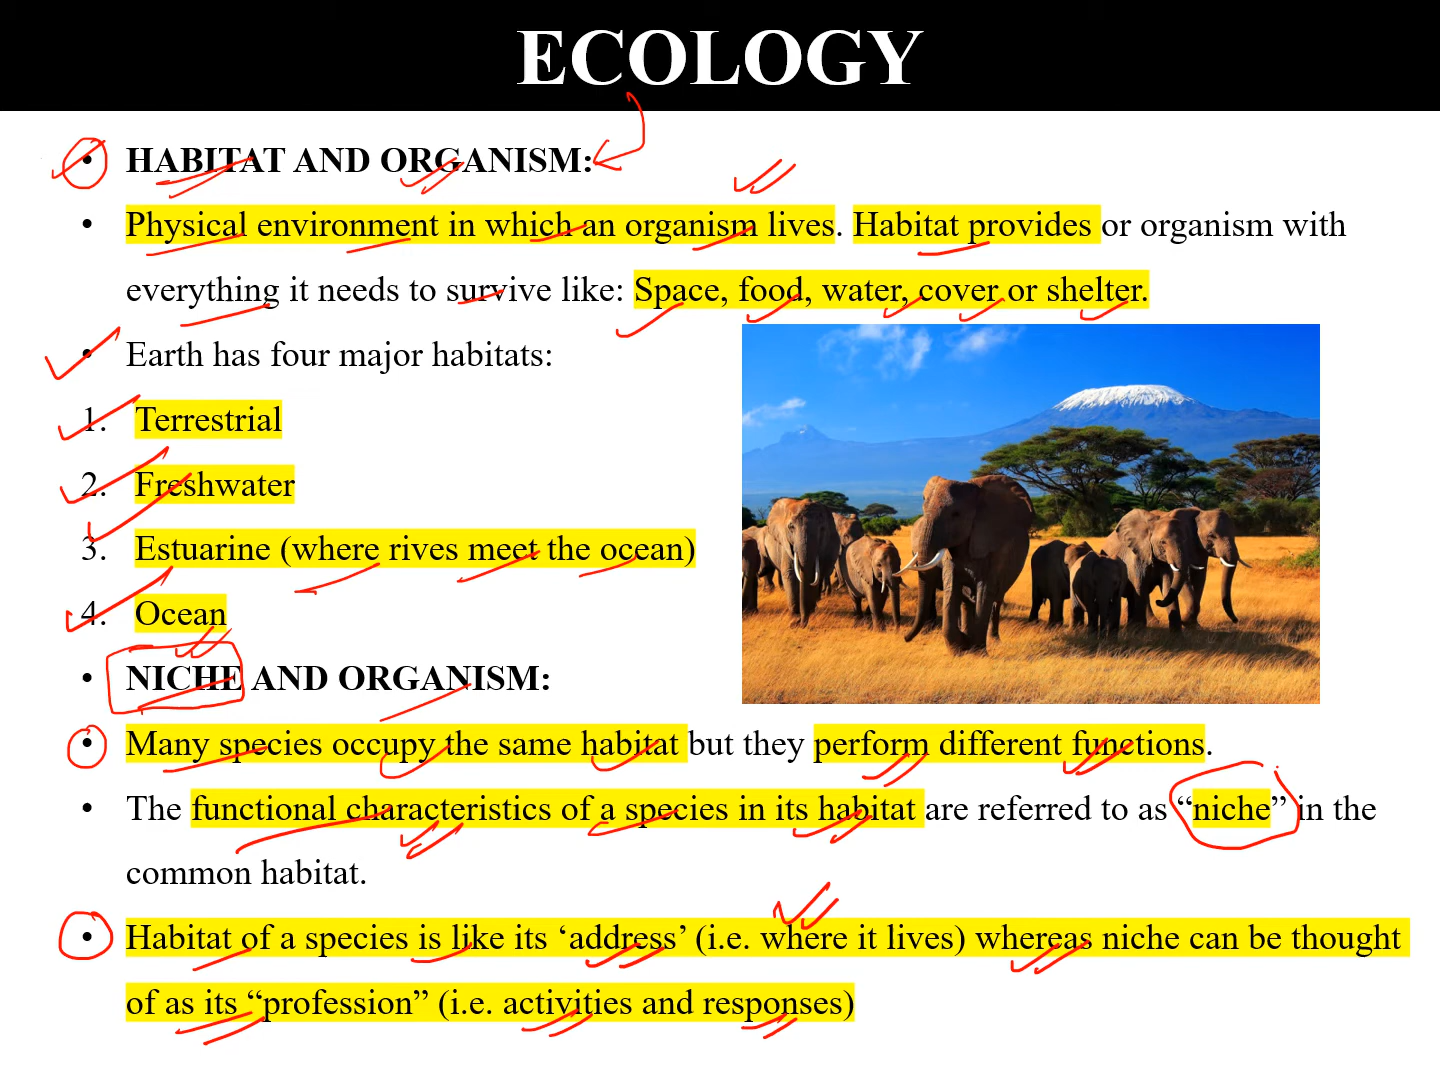 ECOLOGY
• HABITAT AND ORGANISM:
• Physical environment in which an organism lives. Habitat provides or organism with
everything it needs to survive like: Space, food, water, cover or shelter.
• Earth has four major habitats:
1. Terrestrial
2. Freshwater
3. Estuarine (where rives meet the ocean)
4. Ocean
• NICHE AND ORGANISM:
• Many species occupy the same habitat but they perform different functions.
• The functional characteristics of a species in its habitat are referred to as “niche” in the
common habitat.
• Habitat of a species is like its ‘address’ (i.e. where it lives) whereas niche can be thought
of as its “profession” (i.e. activities and responses)